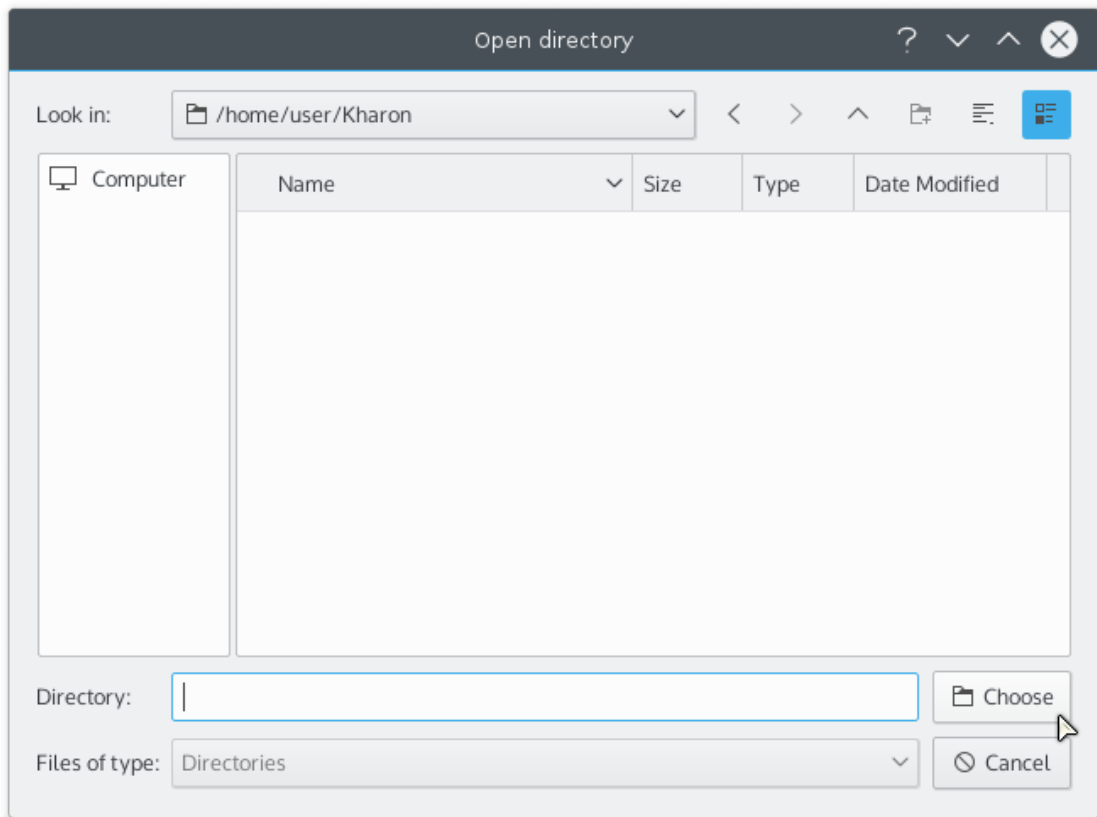 Open directory
Look in: /home/user/Kharon
Computer
Name Size Type Date Modified
Directory: Choose
Files of type: Directories Cancel